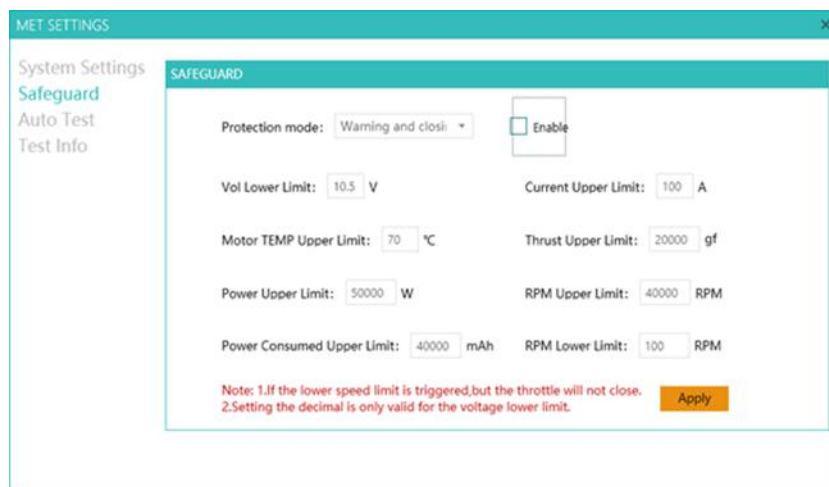 MET SETTINGS
×
System Settings
Safeguard
Auto Test
Test Info
SAFEGUARD
Protection mode: Warning and closi
Enable
Vol Lower Limit: 10.5 V
Current Upper Limit: 100 A
Motor TEMP Upper Limit: 70 ℃
Thrust Upper Limit: 20000 gf
Power Upper Limit: 50000 W
RPM Upper Limit: 40000 RPM
Power Consumed Upper Limit: 40000 mAh
RPM Lower Limit: 100 RPM
Note: 1.If the lower speed limit is triggered,but the throttle will not close.
2.Setting the decimal is only valid for the voltage lower limit.
Apply